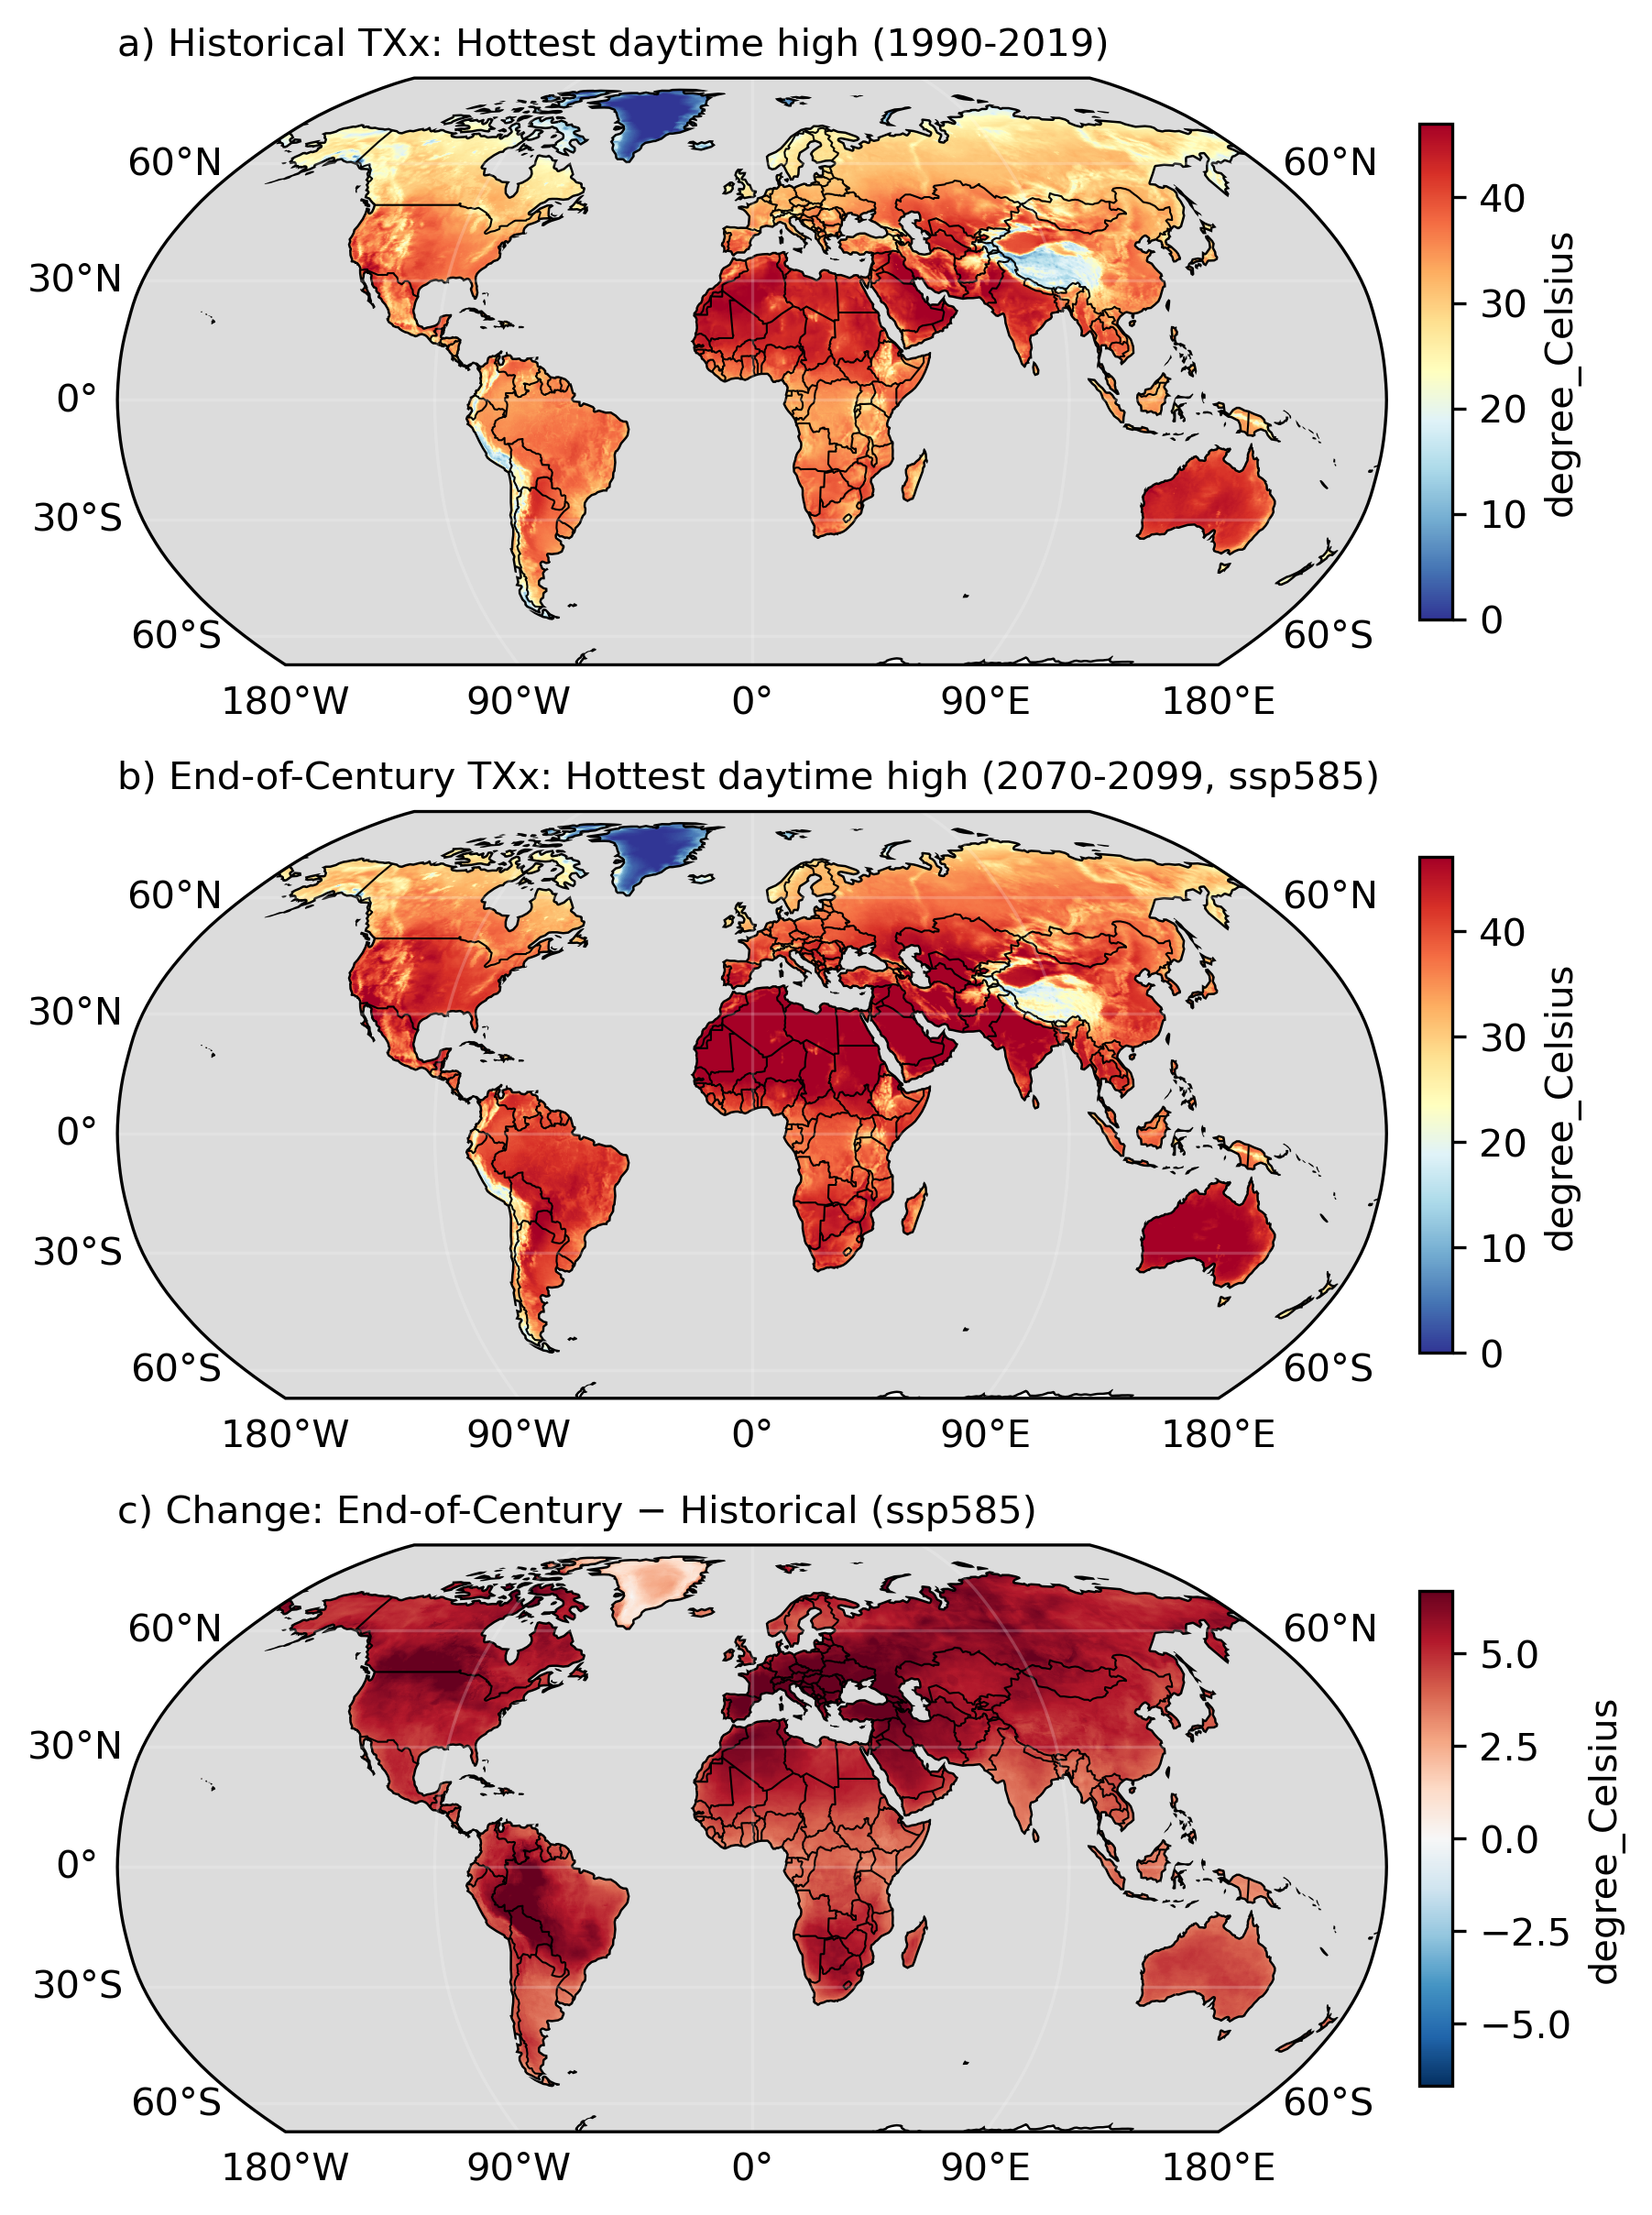 a) Historical TXx: Hottest daytime high (1990-2019)
60°N
60°N
30°N
0°
30°S
60°S
60°S
180°W 90°W 0° 90°E 180°E
40
30
20
10
0
degree_Celsius
b) End-of-Century TXx: Hottest daytime high (2070-2099, ssp585)
60°N
60°N
30°N
0°
30°S
60°S
60°S
180°W 90°W 0° 90°E 180°E
40
30
20
10
0
degree_Celsius
c) Change: End-of-Century − Historical (ssp585)
60°N
60°N
30°N
0°
30°S
60°S
60°S
180°W 90°W 0° 90°E 180°E
5.0
2.5
0.0
−2.5
−5.0
degree_Celsius